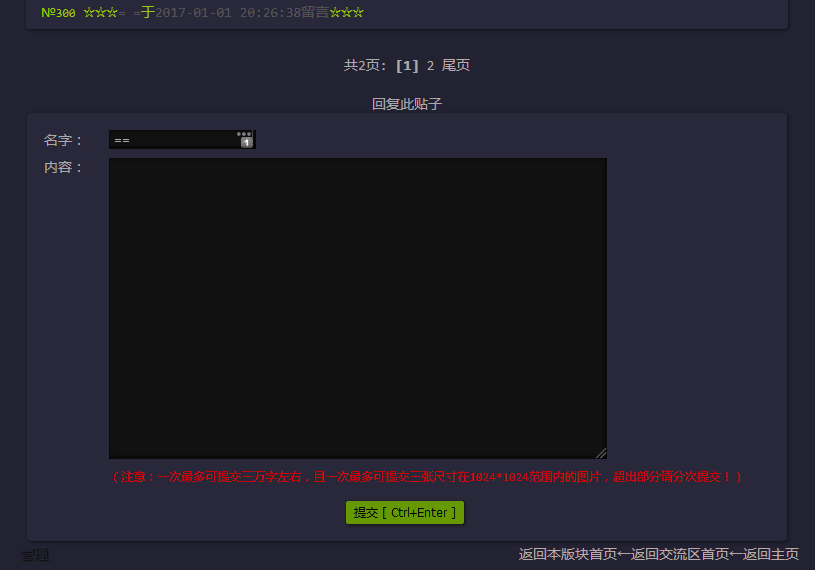 №300 ☆☆☆= =于2017-01-01 20:26:38留言☆☆☆
共2页: [1] 2 尾页
回复此贴子
名字： ==
内容：
(注意：一次最多可提交三万字左右，且一次最多可提交三张尺寸在1024*1024范围内的图片，超出部分请分次提交！)
提交 [ Ctrl+Enter ]
管理 返回本版块首页←返回交流区首页←返回主页